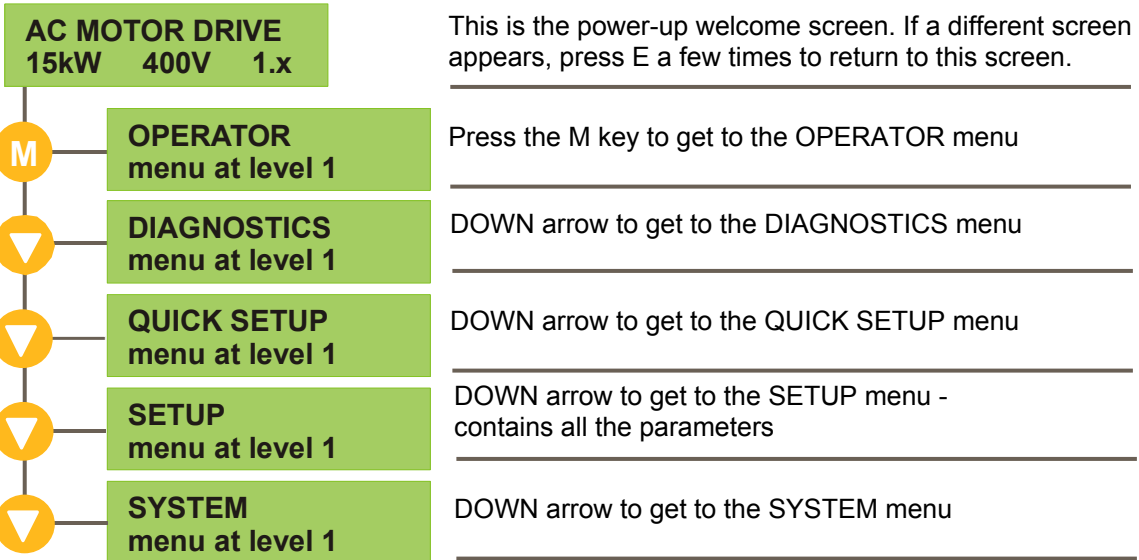 AC MOTOR DRIVE
15kW 400V 1.x
This is the power-up welcome screen. If a different screen
appears, press E a few times to return to this screen.
M
OPERATOR
menu at level 1
Press the M key to get to the OPERATOR menu
DIAGNOSTICS
menu at level 1
DOWN arrow to get to the DIAGNOSTICS menu
QUICK SETUP
menu at level 1
DOWN arrow to get to the QUICK SETUP menu
SETUP
menu at level 1
DOWN arrow to get to the SETUP menu -
contains all the parameters
SYSTEM
menu at level 1
DOWN arrow to get to the SYSTEM menu